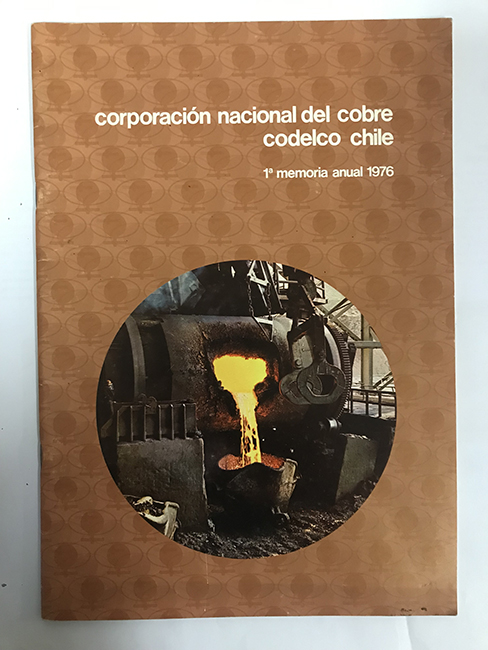 corporación nacional del cobre
codelco chile
1ª memoria anual 1976